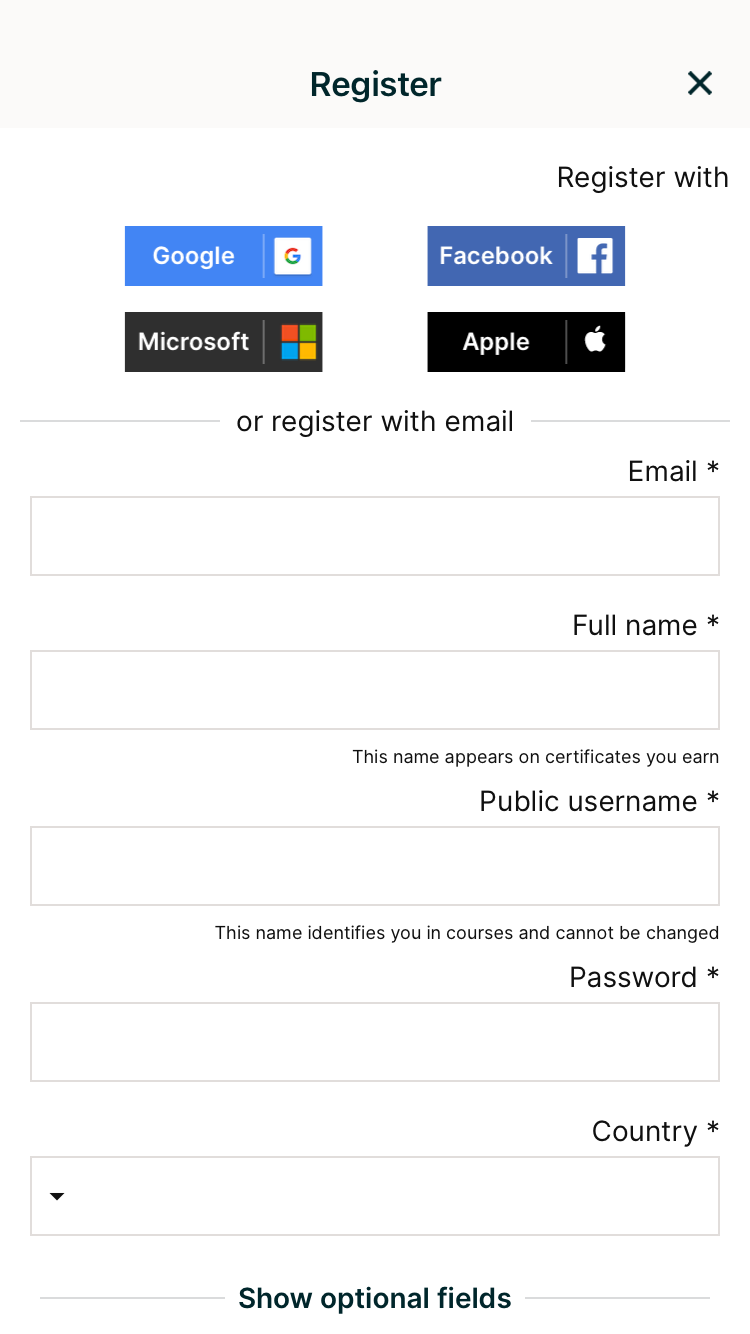 Register
Register with
Google
Facebook
Microsoft
Apple
or register with email
Email *
Full name *
This name appears on certificates you earn
Public username *
This name identifies you in courses and cannot be changed
Password *
Country *
Show optional fields